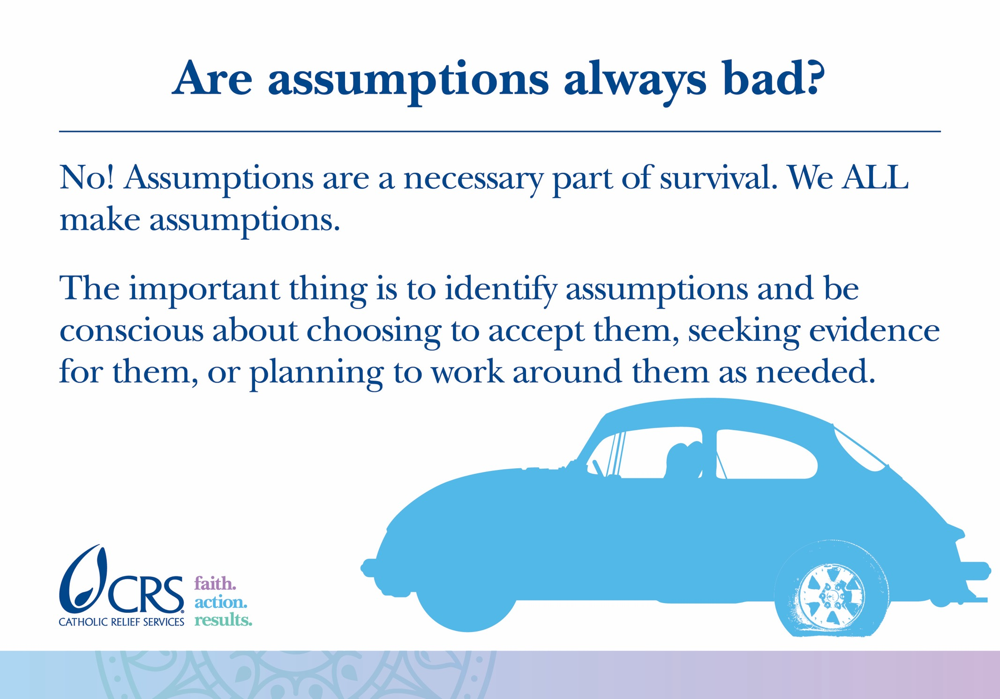 Are assumptions always bad?
No! Assumptions are a necessary part of survival. We ALL
make assumptions.
The important thing is to identify assumptions and be
conscious about choosing to accept them, seeking evidence
for them, or planning to work around them as needed.
CRS®
CATHOLIC RELIEF SERVICES
faith.
action.
results.